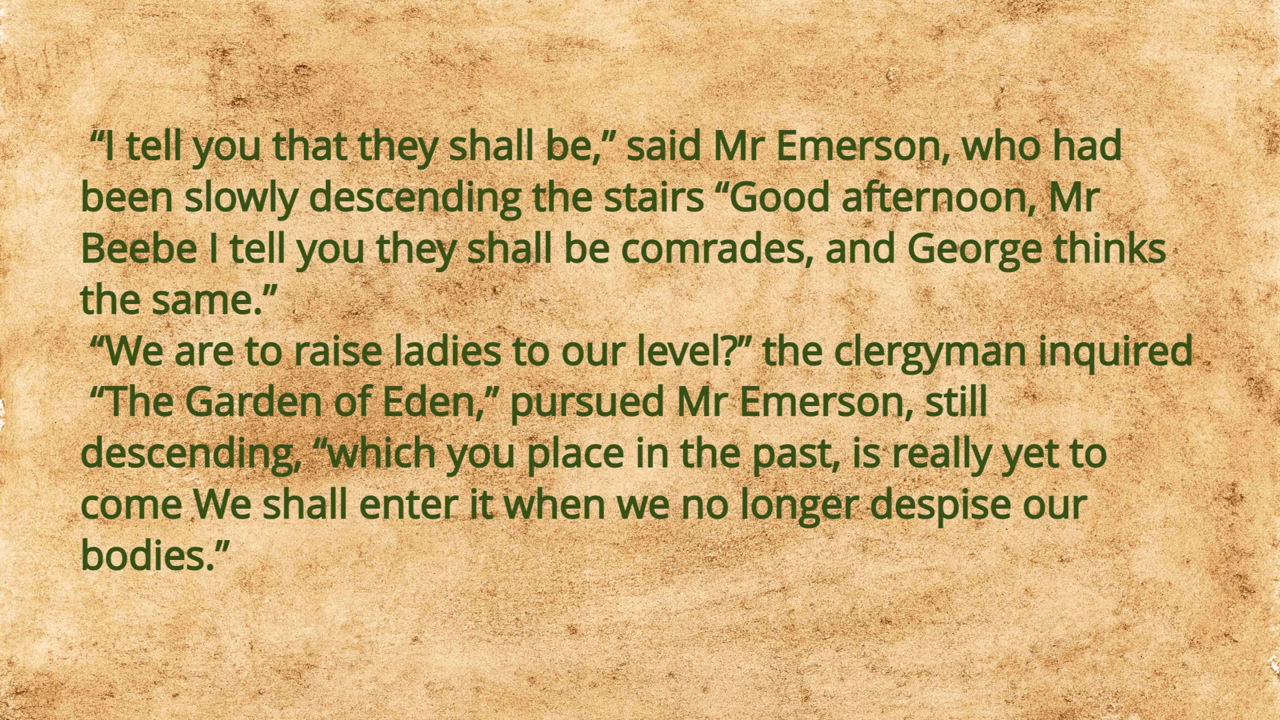 “I tell you that they shall be,” said Mr Emerson, who had
been slowly descending the stairs “Good afternoon, Mr
Beebe I tell you they shall be comrades, and George thinks
the same.”
“We are to raise ladies to our level?” the clergyman inquired
“The Garden of Eden,” pursued Mr Emerson, still
descending, “which you place in the past, is really yet to
come We shall enter it when we no longer despise our
bodies.”